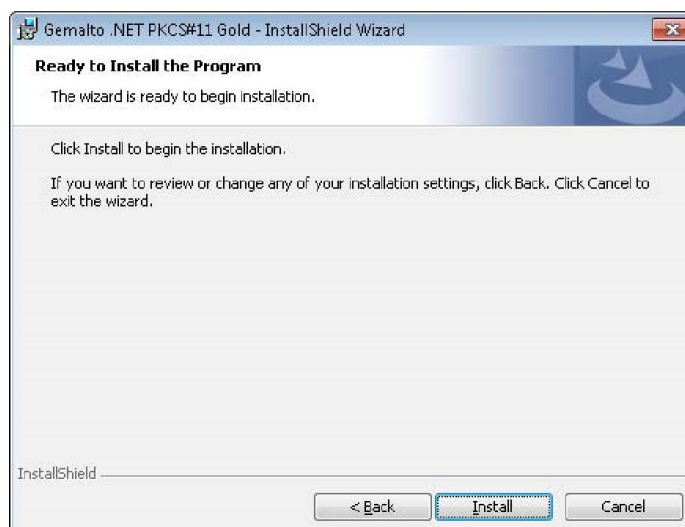 Gemalto .NET PKCS#11 Gold - InstallShield Wizard
Ready to Install the Program
The wizard is ready to begin installation.
Click Install to begin the installation.
If you want to review or change any of your installation settings, click Back. Click Cancel to
exit the wizard.
InstallShield
< Back
Install
Cancel